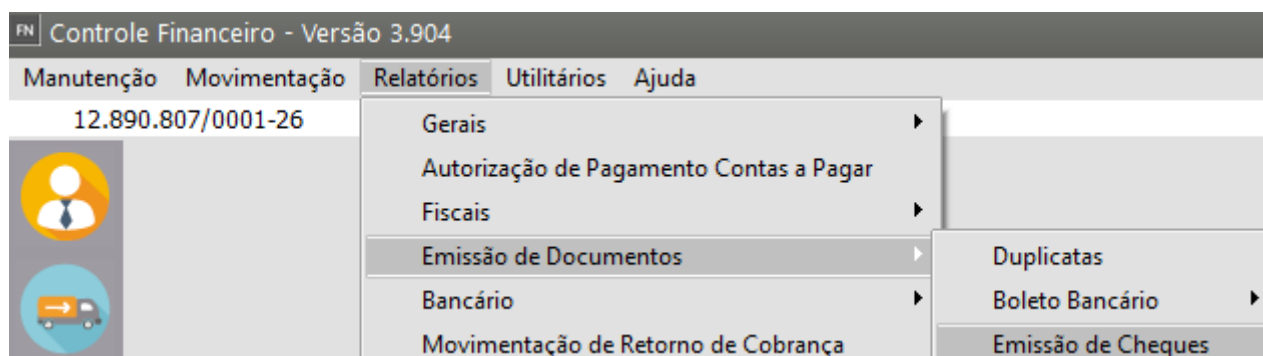 FN Controle Financeiro - Versão 3.904
Manutenção Movimentação Relatórios Utilitários Ajuda
12.890.807/0001-26
Gerais
Autorização de Pagamento Contas a Pagar
Fiscais
Emissão de Documentos
Duplicatas
Bancário
Boleto Bancário
Movimentação de Retorno de Cobrança
Emissão de Cheques